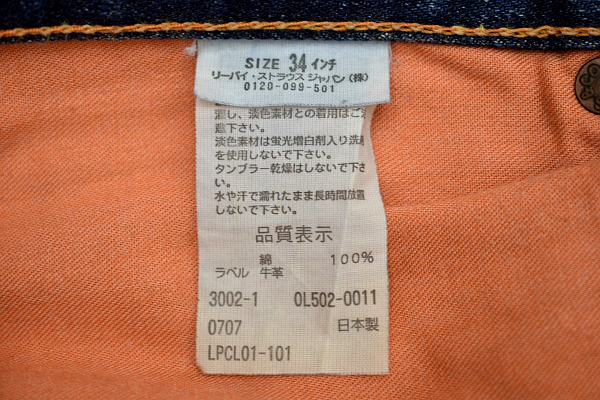 SIZE 34 インチ
リーバイ・ストラウス ジャパン(株)
0120-099-501
濡し、淡色素材との着用はご
意下さい。
淡色素材は蛍光増白剤入り洗
を使用しないで下さい。
タンブラー乾燥はしないで下さ
い。
水や汗で濡れたまま長時間放置
しないで下さい。
品質表示
綿 100%
ラベル 牛革
3002-1 0L502-0011
0707 日本製
LPCL01-101